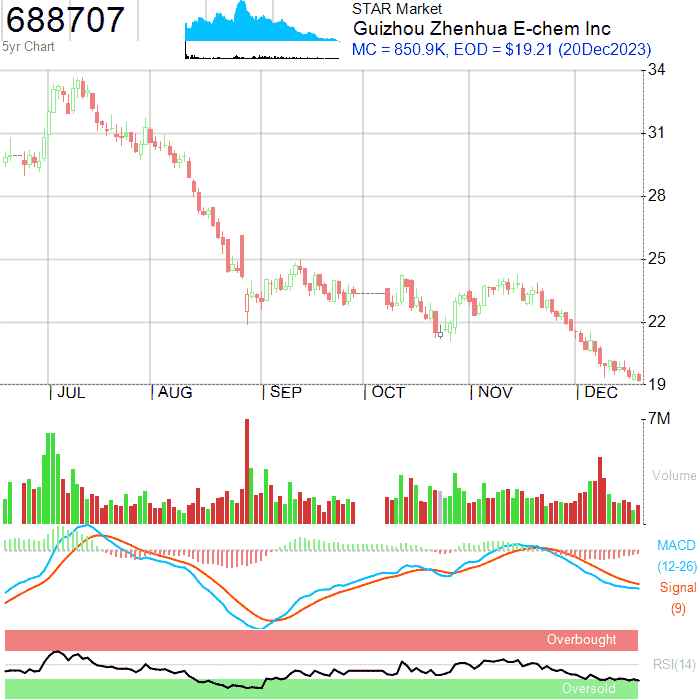 688707
5yr Chart
STAR Market
Guizhou Zhenhua E-chem Inc
MC = 850.9K, EOD = $19.21 (20Dec2023)
34
31
28
25
22
19
JUL
AUG
SEP
OCT
NOV
DEC
7M
Volume
MACD
(12-26)
Signal
(9)
Overbought
RSI(14)
Oversold